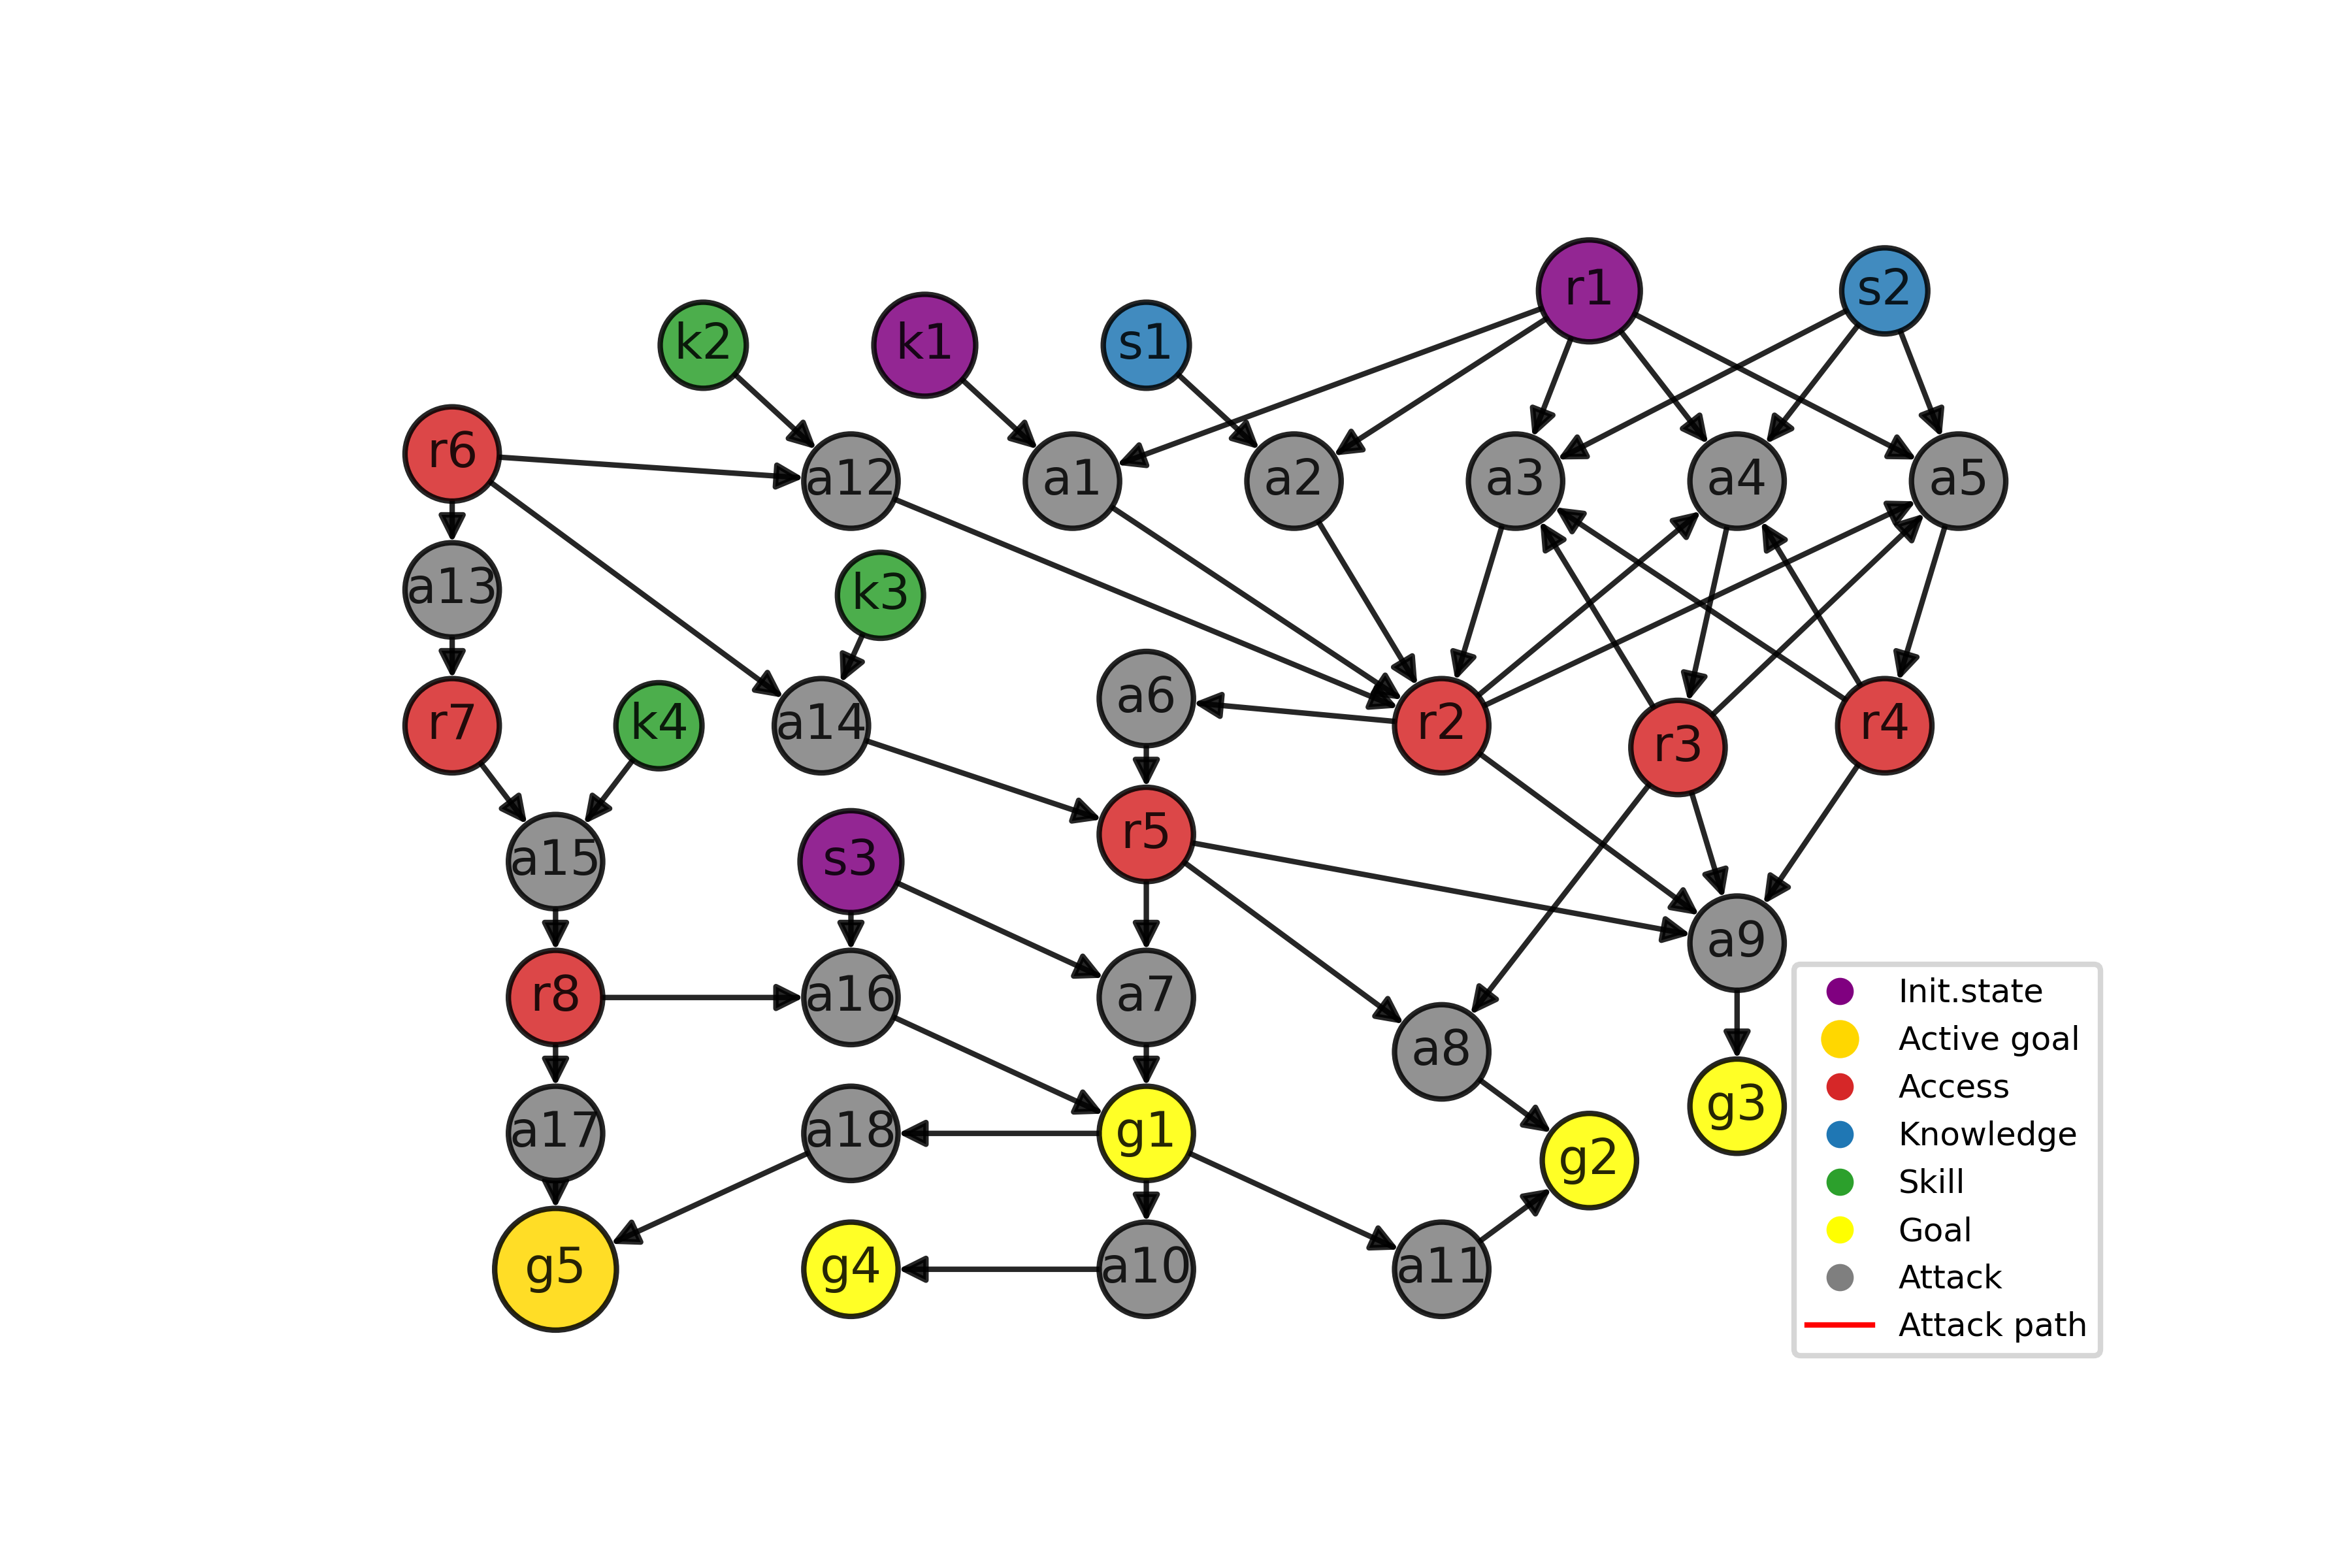 r1
s2
k2
k1
s1
r6
a12
a1
a2
a3
a4
a5
a13
k3
a6
r7
k4
a14
r2
r3
r4
r5
a15
s3
a9
r8
a16
a7
a8
a17
a18
g1
g2
g3
g5
g4
a10
a11
Init.state
Active goal
Access
Knowledge
Skill
Goal
Attack
Attack path